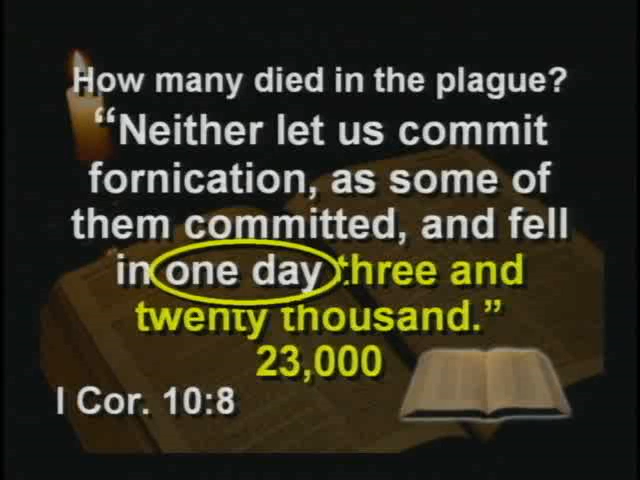 How many died in the plague?
“Neither let us commit
fornication, as some of
them committed, and fell
in one day three and
twenty thousand.”
23,000
I Cor. 10:8